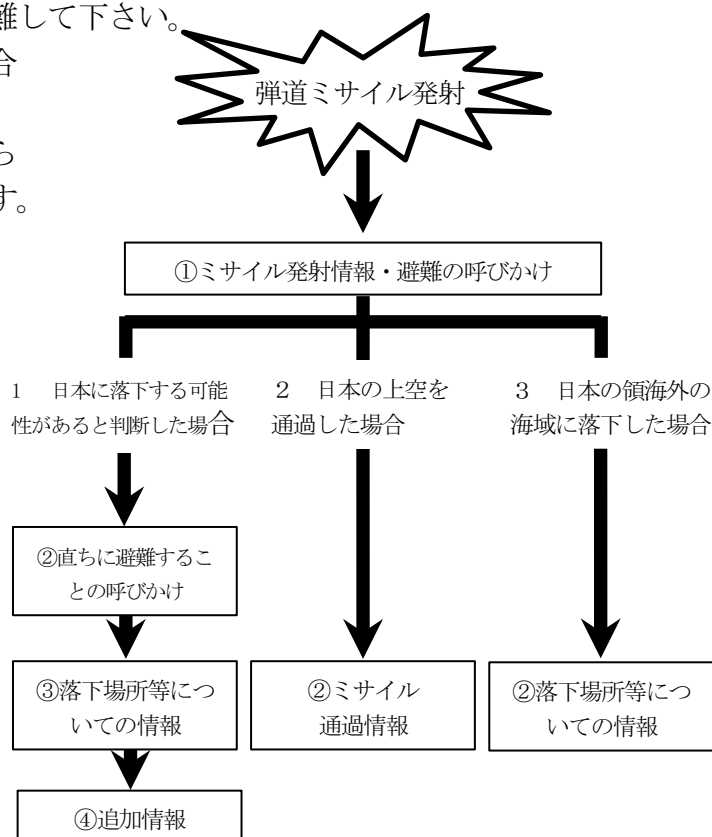 難して下さい。
合
ら
す。
弾道ミサイル発射
①ミサイル発射情報・避難の呼びかけ
1　日本に落下する可能
性があると判断した場合
２　日本の上空を
通過した場合
３　日本の領海外の
海域に落下した場合
②直ちに避難するこ
との呼びかけ
③落下場所等につ
いての情報
②ミサイル
通過情報
②落下場所等につ
いての情報
④追加情報